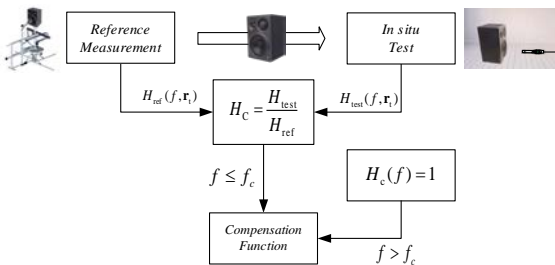 Reference
Measurement
In situ
Test
H_ref(f, r_t)
H_C = H_test / H_ref
H_test(f, r_t)
f ≤ f_c
H_c(f) = 1
Compensation
Function
f > f_c